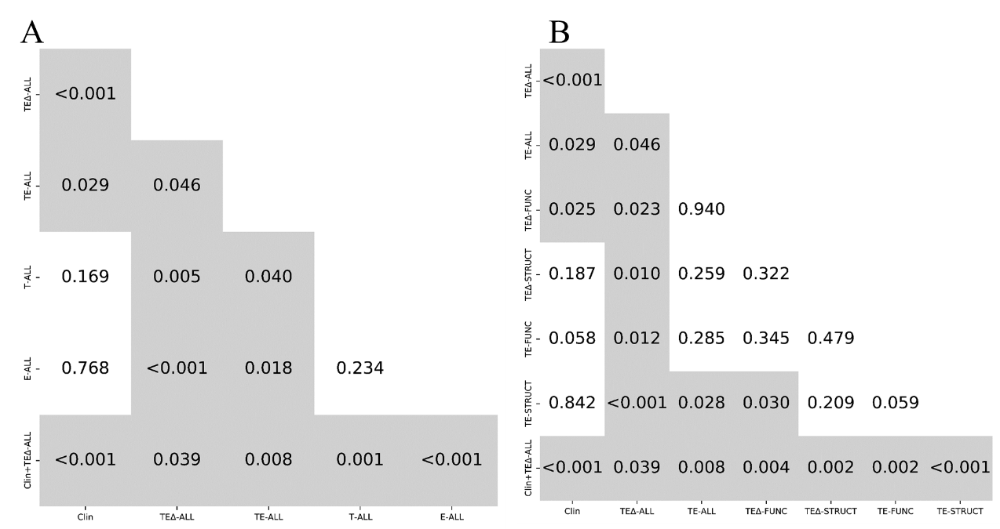 A
TEΔ-ALL <0.001
TE-ALL 0.029 0.046
T-ALL 0.169 0.005 0.040
E-ALL 0.768 <0.001 0.018 0.234
Clin+TEΔ-ALL <0.001 0.039 0.008 0.001 <0.001
Clin TEΔ-ALL TE-ALL T-ALL E-ALL
B
TEΔ-ALL <0.001
TE-ALL 0.029 0.046
TEΔ-FUNC 0.025 0.023 0.940
TEΔ-STRUCT 0.187 0.010 0.259 0.322
TE-FUNC 0.058 0.012 0.285 0.345 0.479
TE-STRUCT 0.842 <0.001 0.028 0.030 0.209 0.059
Clin+TEΔ-ALL <0.001 0.039 0.008 0.004 0.002 0.002 <0.001
Clin TEΔ-ALL TE-ALL TEΔ-FUNC TEΔ-STRUCT TE-FUNC TE-STRUCT